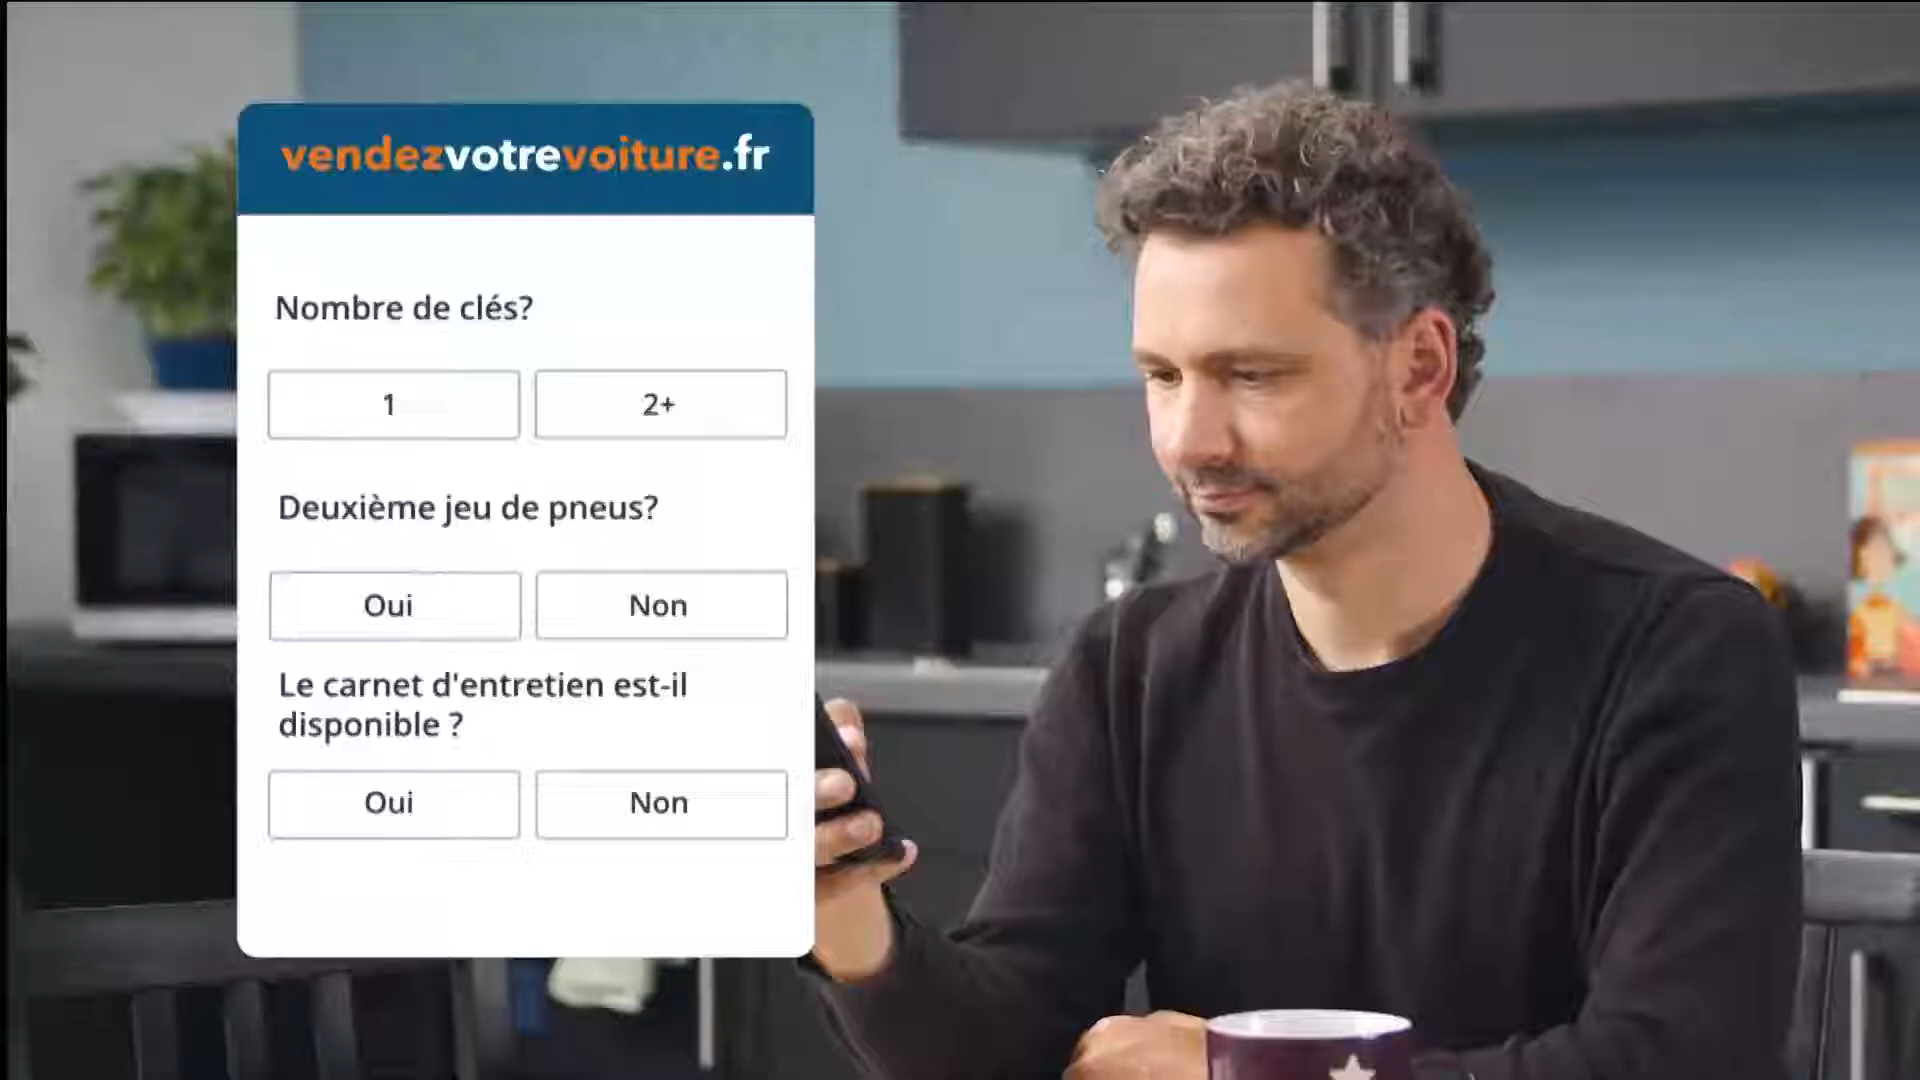 vendezvotrevoiture.fr
Nombre de clés?
1
2+
Deuxième jeu de pneus?
Oui
Non
Le carnet d'entretien est-il
disponible ?
Oui
Non